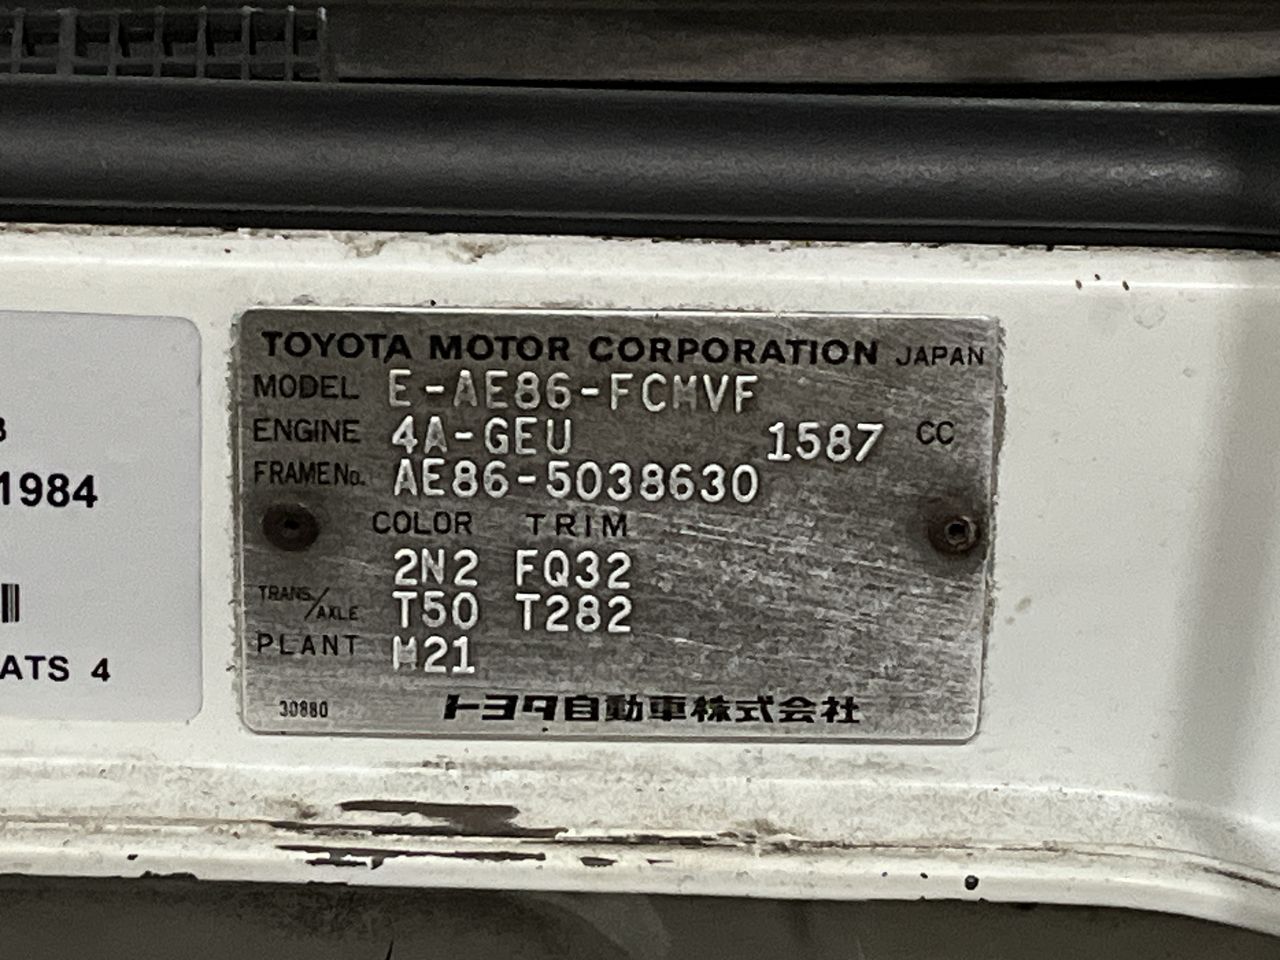 TOYOTA MOTOR CORPORATION JAPAN
MODEL E-AE86-FCMVF
ENGINE 4A-GEU 1587 CC
FRAME No. AE86-5038630
COLOR TRIM
2N2 FQ32
TRANS./AXLE T50 T282
PLANT M21
30880 トヨタ自動車株式会社
1984
ATS 4